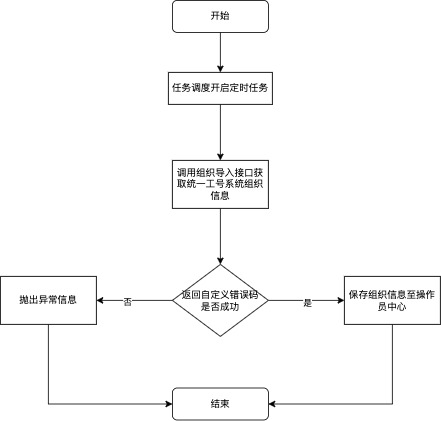 开始
任务调度开启定时任务
调用组织导入接口获
取统一工号系统组织
信息
返回自定义错误码
是否成功
抛出异常信息
否
是
保存组织信息至操作
员中心
结束